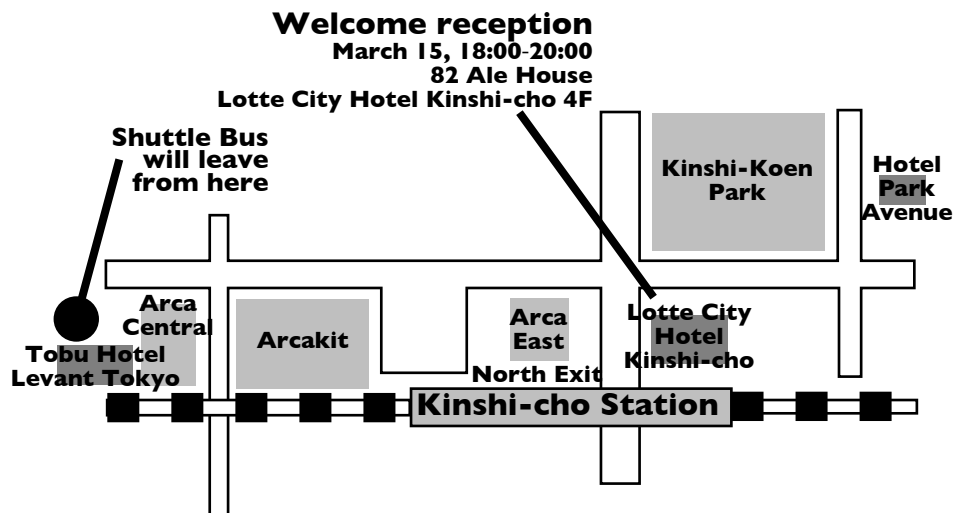 Welcome reception
March 15, 18:00-20:00
82 Ale House
Lotte City Hotel Kinshi-cho 4F
Shuttle Bus
will leave
from here
Kinshi-Koen
Park
Hotel
Park
Avenue
Arca
Central
Arcakit
Arca
East
Lotte City
Hotel
Kinshi-cho
Tobu Hotel
Levant Tokyo
North Exit
Kinshi-cho Station